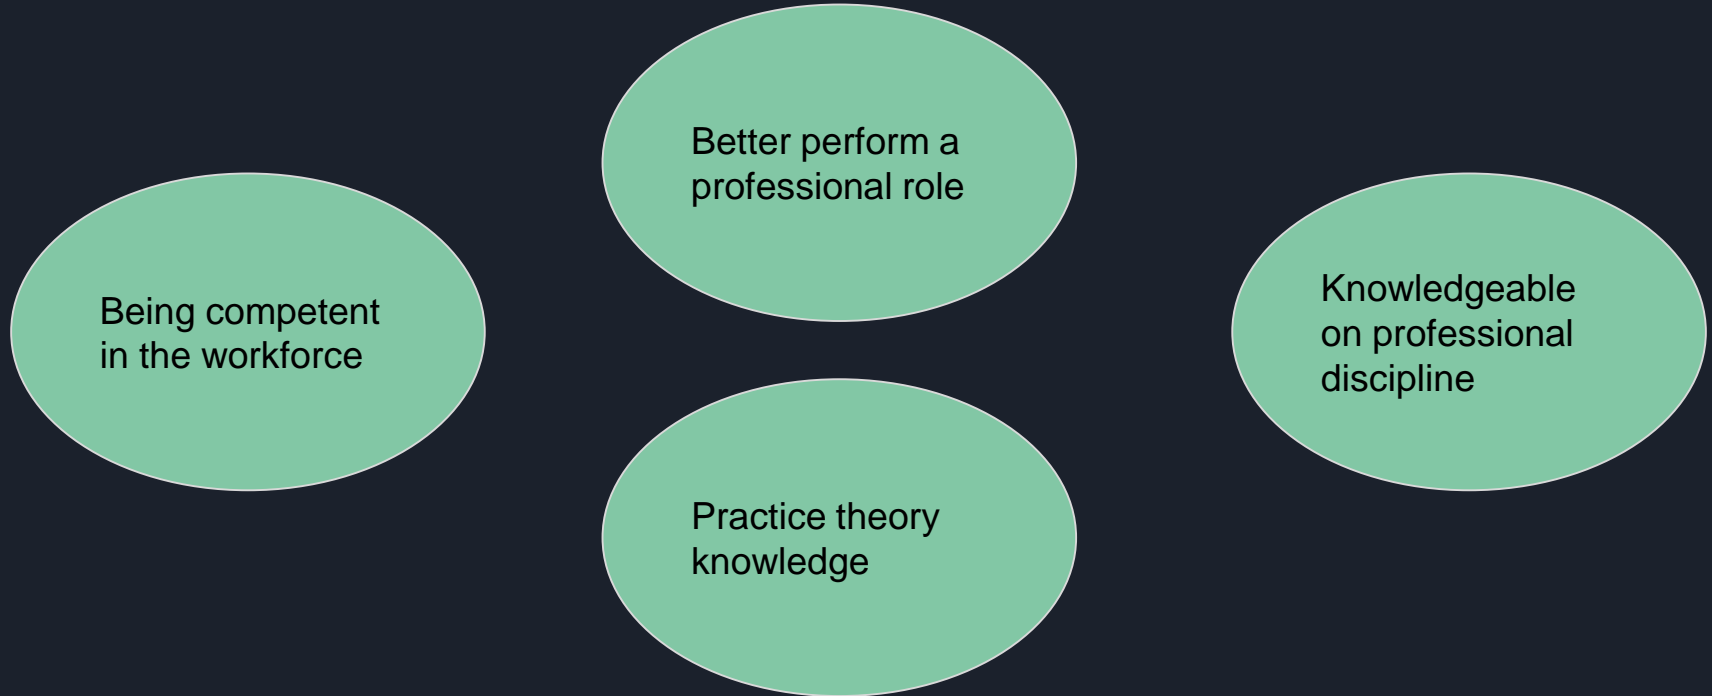 Better perform a
professional role
Being competent
in the workforce
Knowledgeable
on professional
discipline
Practice theory
knowledge